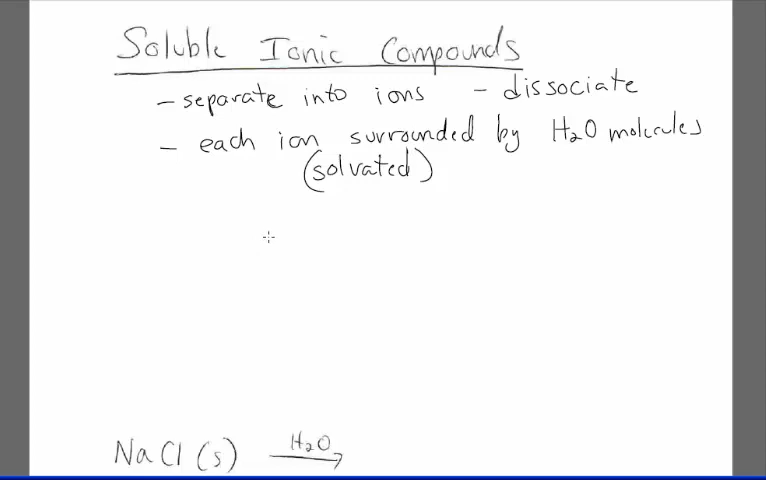 Soluble Ionic Compounds
- separate into ions - dissociate
- each ion surrounded by H₂O molecules
(solvated)
NaCl (s) H₂O →